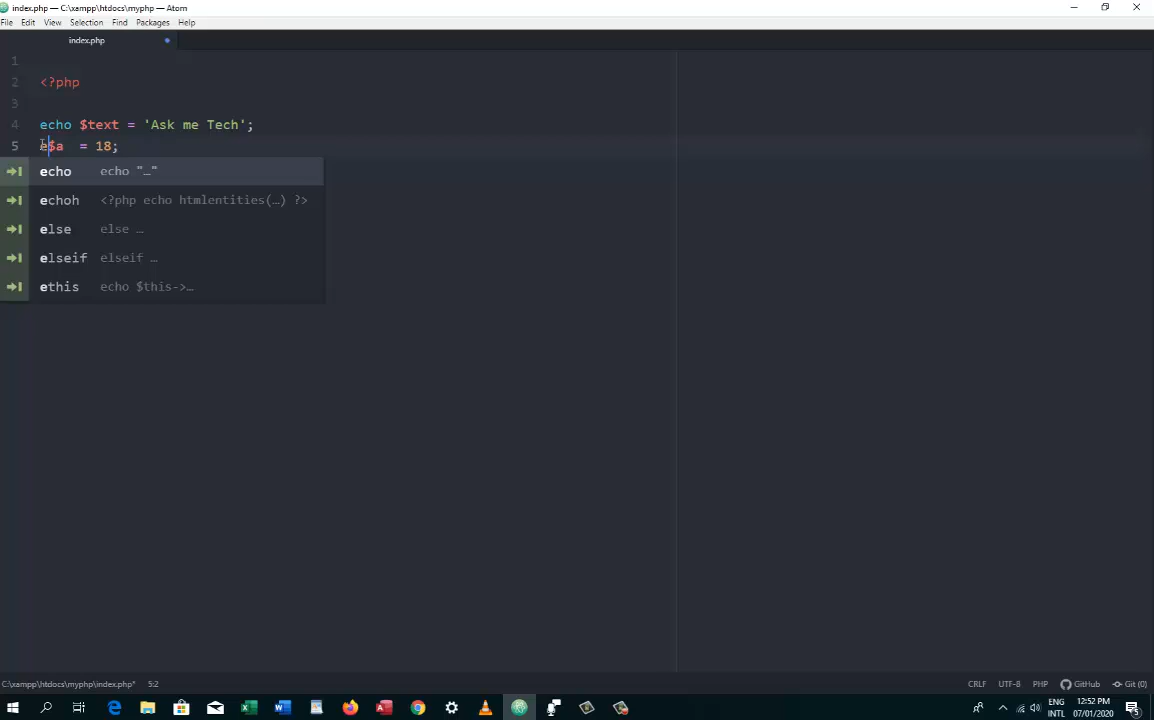 index.php — C:\xampp\htdocs\myphp — Atom
File Edit View Selection Find Packages Help
index.php
1
2 <?php
3
4 echo $text = 'Ask me Tech';
5 e$a  = 18;
echo echo "…"
echoh <?php echo htmlentities(…) ?>
else else …
elseif elseif …
ethis echo $this->…
C:\xampp\htdocs\myphp\index.php* 5:2 CRLF UTF-8 PHP GitHub Git (0)
ENG 12:52 PM
INTL 07/01/2020 5